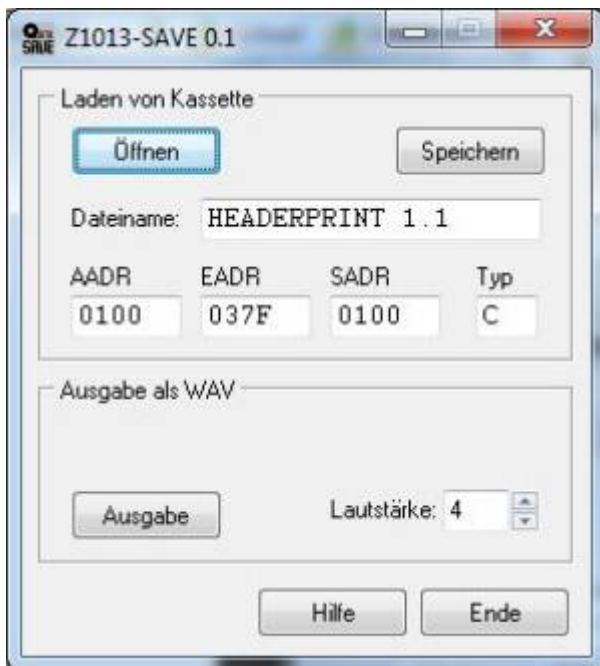 Z1013-SAVE 0.1
Laden von Kassette
Öffnen Speichern
Dateiname: HEADERPRINT 1.1
AADR EADR SADR Typ
0100 037F 0100 C
Ausgabe als WAV
Ausgabe Lautstärke: 4
Hilfe Ende